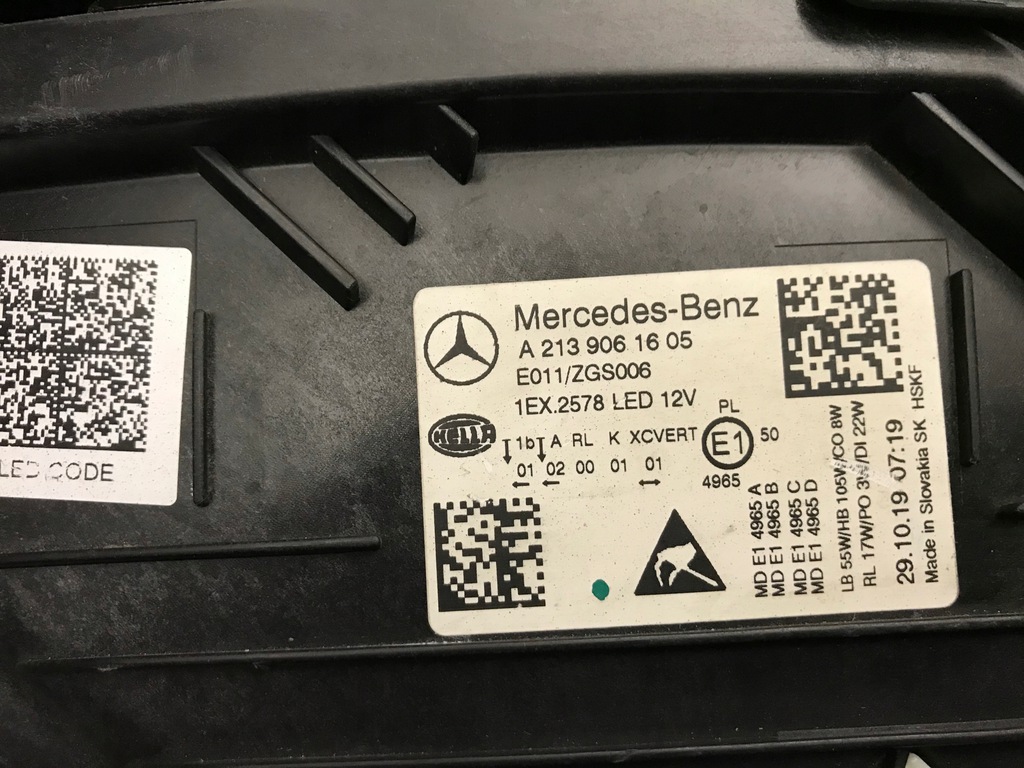 LED CODE
Mercedes-Benz
A 213 906 16 05
E011/ZGS006
1EX.2578 LED 12V
HELLA
1b A RL K XCVERT
01 02 00 01 01
PL
E1 50
4965
MD E1 4965 A
MD E1 4965 B
MD E1 4965 C
MD E1 4965 D
LB 55W/HB 105W/CO 8W
RL 17W/PO 3W/DI 22W
29.10.19 07:19
Made in Slovakia SK HSKF